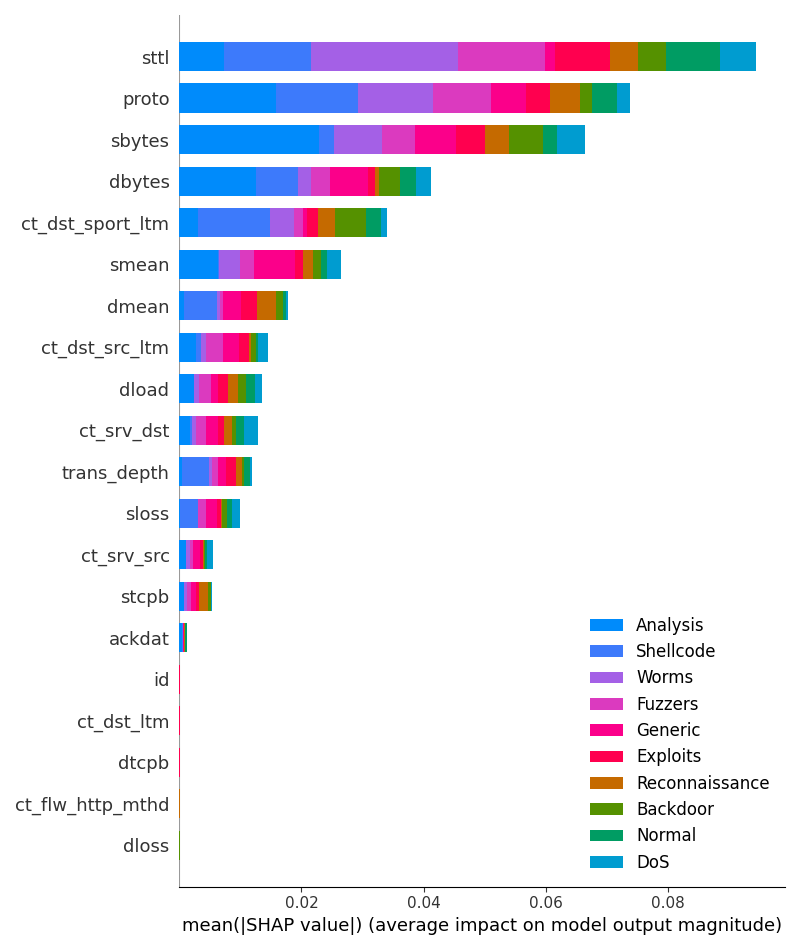 sttl
proto
sbytes
dbytes
ct_dst_sport_ltm
smean
dmean
ct_dst_src_ltm
dload
ct_srv_dst
trans_depth
sloss
ct_srv_src
stcpb
ackdat
id
ct_dst_ltm
dtcpb
ct_flw_http_mthd
dloss
Analysis
Shellcode
Worms
Fuzzers
Generic
Exploits
Reconnaissance
Backdoor
Normal
DoS
0.02 0.04 0.06 0.08
mean(|SHAP value|) (average impact on model output magnitude)